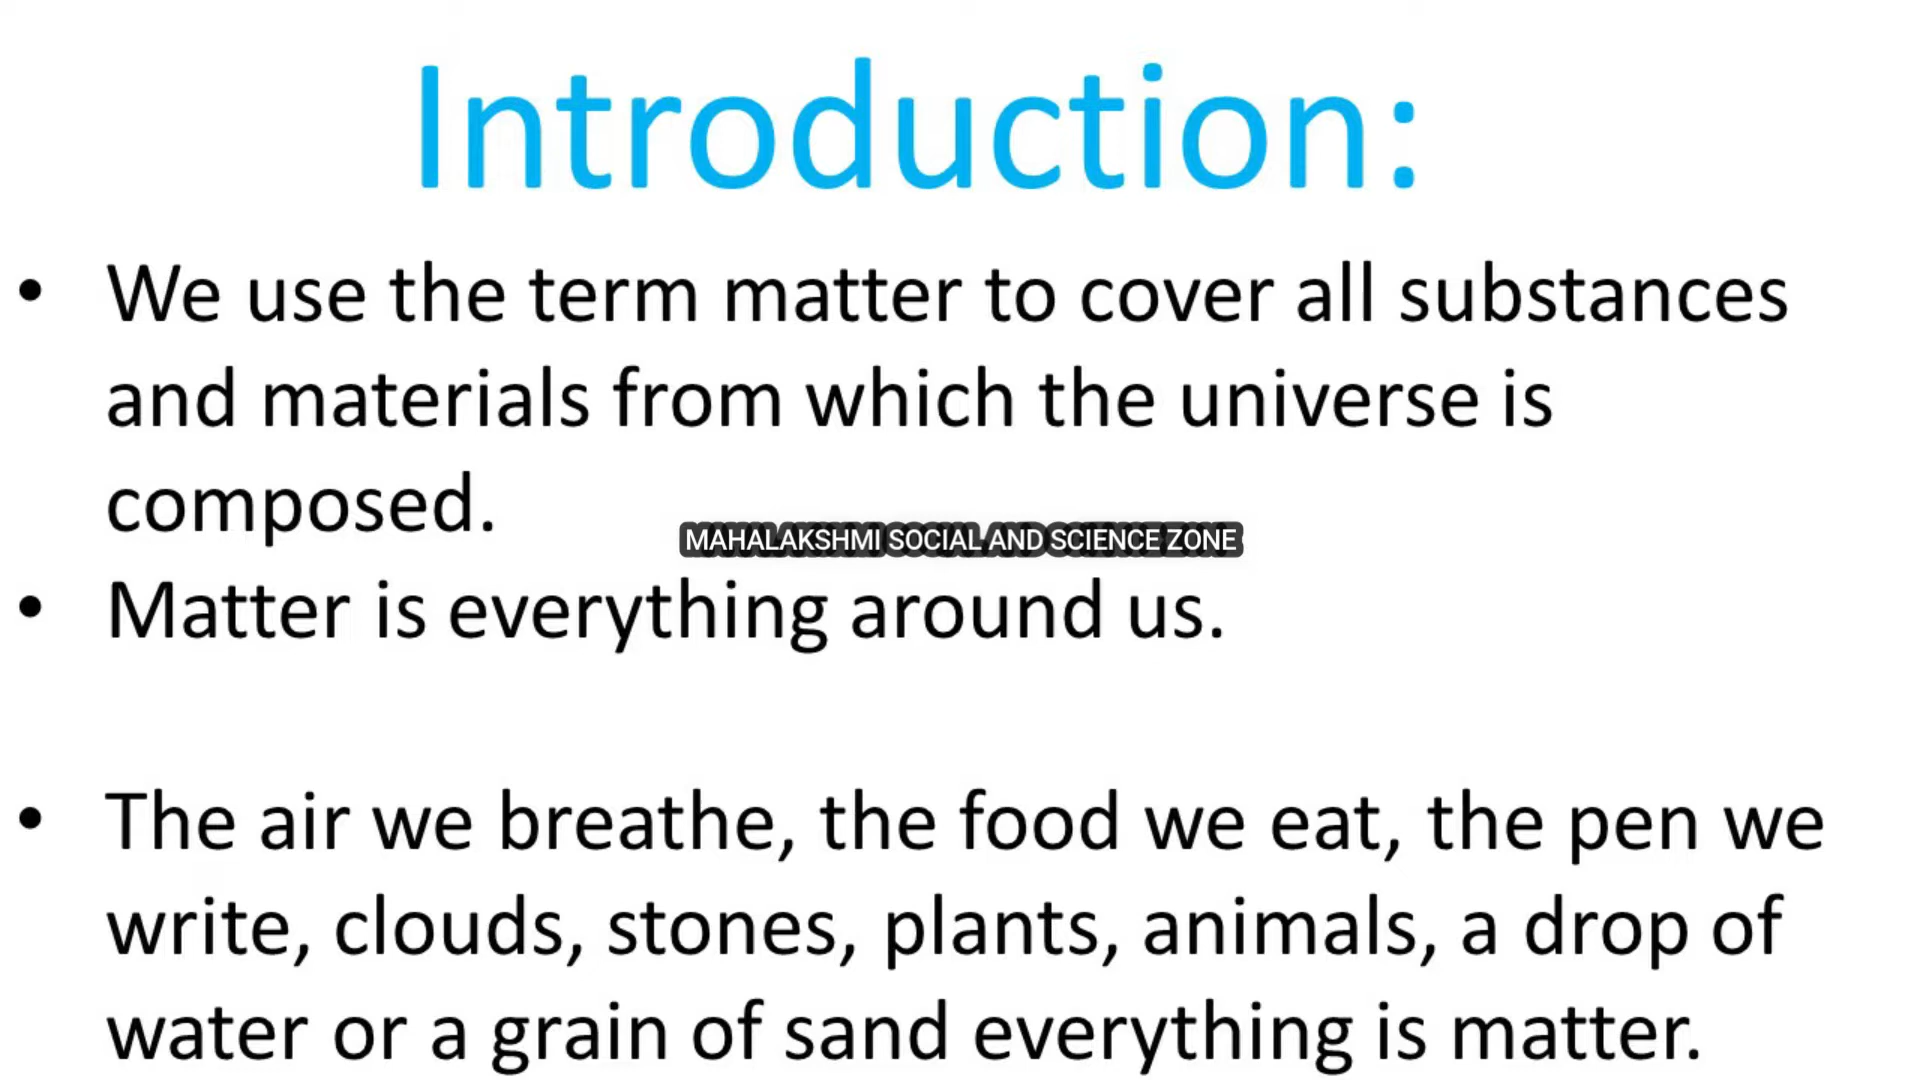 Introduction:
• We use the term matter to cover all substances
and materials from which the universe is
composed.
MAHALAKSHMI SOCIAL AND SCIENCE ZONE
• Matter is everything around us.
• The air we breathe, the food we eat, the pen we
write, clouds, stones, plants, animals, a drop of
water or a grain of sand everything is matter.